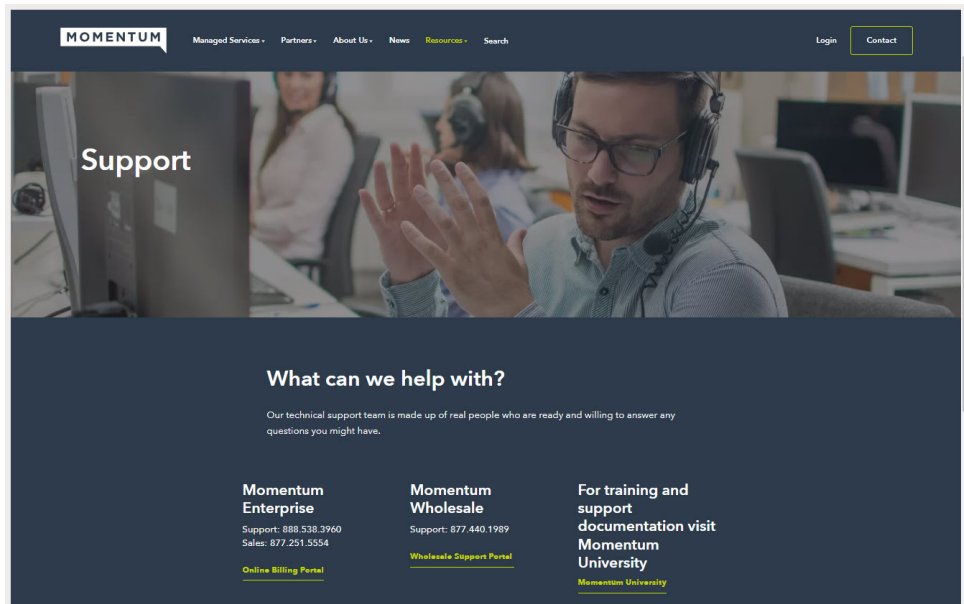 MOMENTUM
Managed Services Partners About Us News Resources Search
Login Contact
Support
What can we help with?
Our technical support team is made up of real people who are ready and willing to answer any
questions you might have.
Momentum
Enterprise
Support: 888.538.3960
Sales: 877.251.5554
Online Billing Portal
Momentum
Wholesale
Support: 877.440.1989
Wholesale Support Portal
For training and
support
documentation visit
Momentum
University
Momentum University